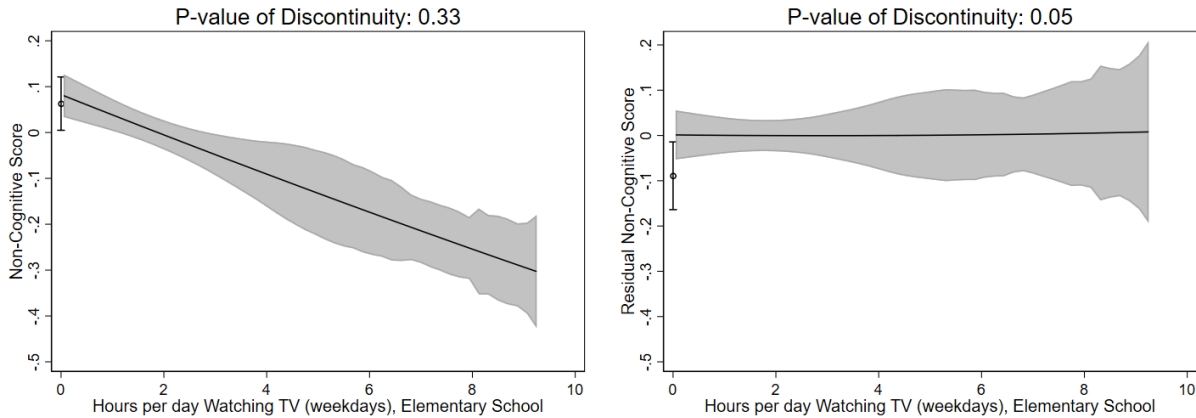 P-value of Discontinuity: 0.33
.2
.1
0
-.1
-.2
-.3
-.4
-.5
Non-Cognitive Score
0 2 4 6 8 10
Hours per day Watching TV (weekdays), Elementary School
P-value of Discontinuity: 0.05
.2
.1
0
-.1
-.2
-.3
-.4
-.5
Residual Non-Cognitive Score
0 2 4 6 8 10
Hours per day Watching TV (weekdays), Elementary School